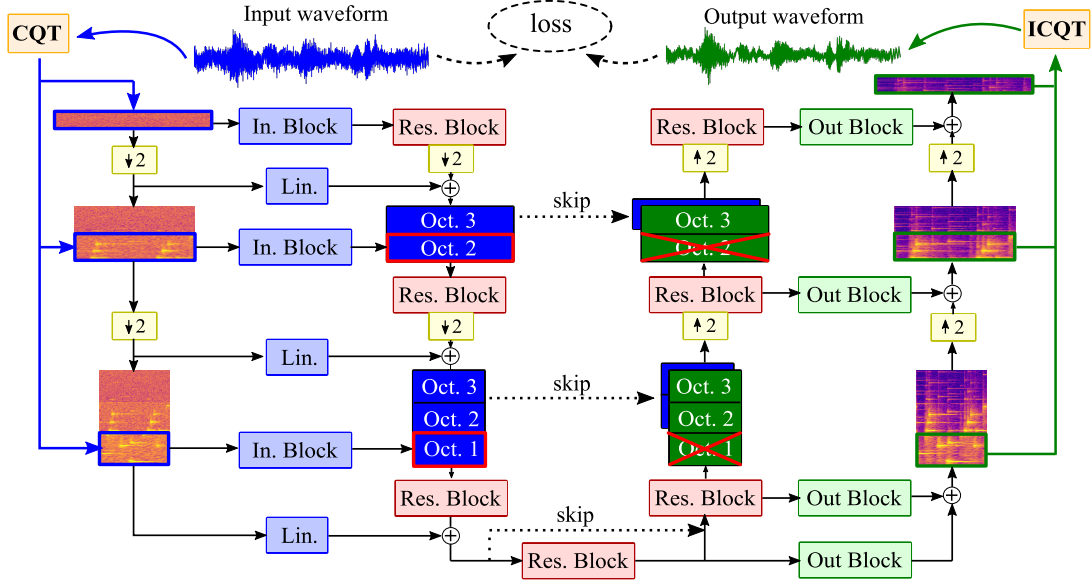 CQT
Input waveform
loss
Output waveform
ICQT
In. Block
Res. Block
Res. Block
Out Block
↓2
↓2
↑2
↑2
Lin.
skip
Oct. 3
Oct. 3
In. Block
Oct. 2
Oct. 2
Res. Block
Res. Block
Out Block
↓2
↓2
↑2
↑2
Lin.
skip
Oct. 3
Oct. 3
Oct. 2
Oct. 2
In. Block
Oct. 1
Oct. 1
Res. Block
Res. Block
Out Block
skip
Lin.
Res. Block
Out Block